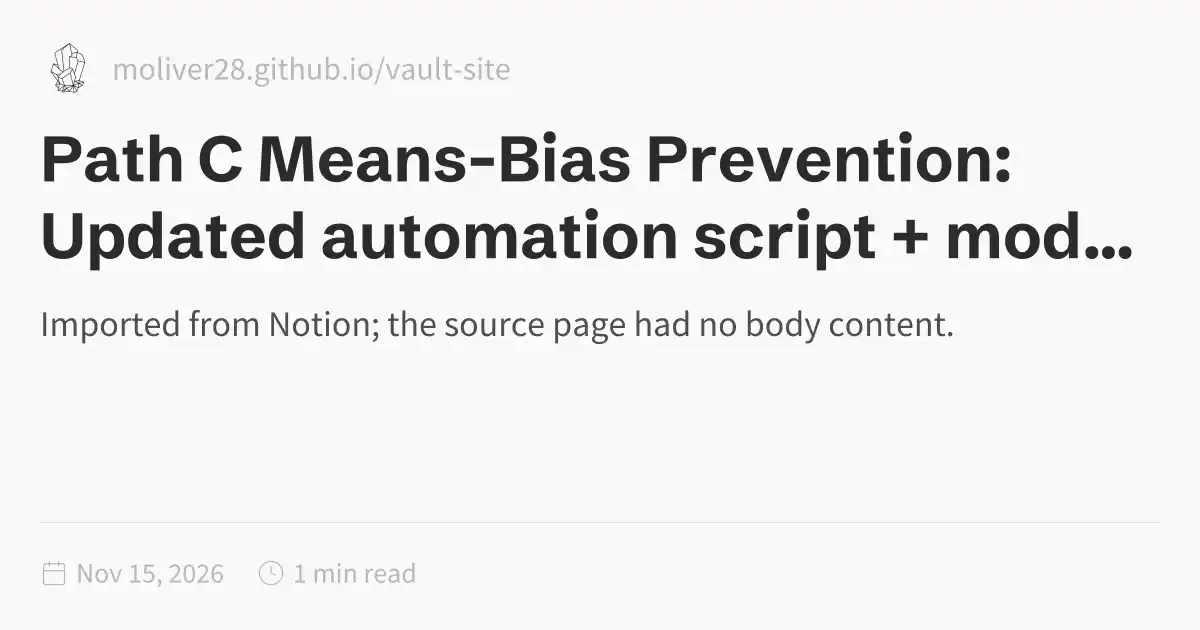 moliver28.github.io/vault-site
Path C Means-Bias Prevention:
Updated automation script + mod...
Imported from Notion; the source page had no body content.
Nov 15, 2026 1 min read